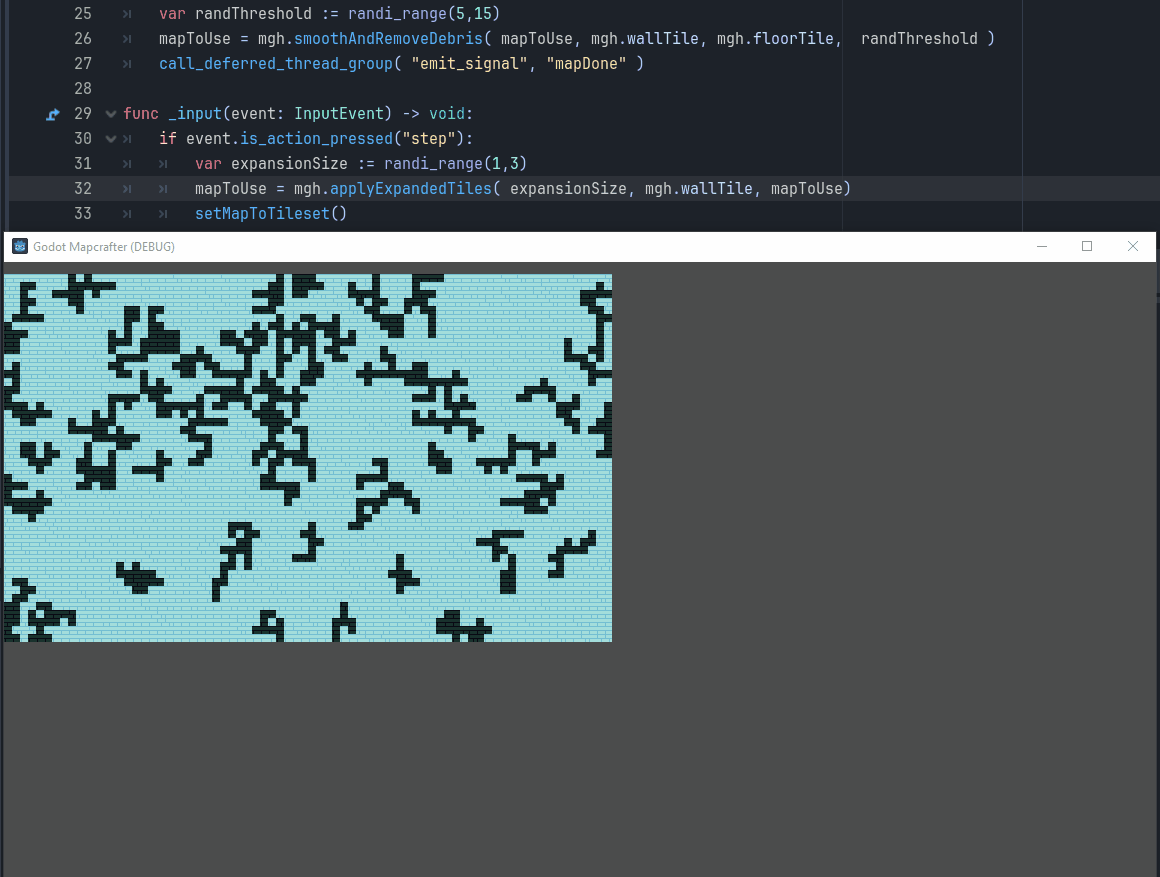 25 var randThreshold := randi_range(5,15)
26 mapToUse = mgh.smoothAndRemoveDebris( mapToUse, mgh.wallTile, mgh.floorTile,  randThreshold )
27 call_deferred_thread_group( "emit_signal", "mapDone" )
28
29 func _input(event: InputEvent) -> void:
30 if event.is_action_pressed("step"):
31 var expansionSize := randi_range(1,3)
32 mapToUse = mgh.applyExpandedTiles( expansionSize, mgh.wallTile, mapToUse)
33 setMapToTileset()
Godot Mapcrafter (DEBUG)